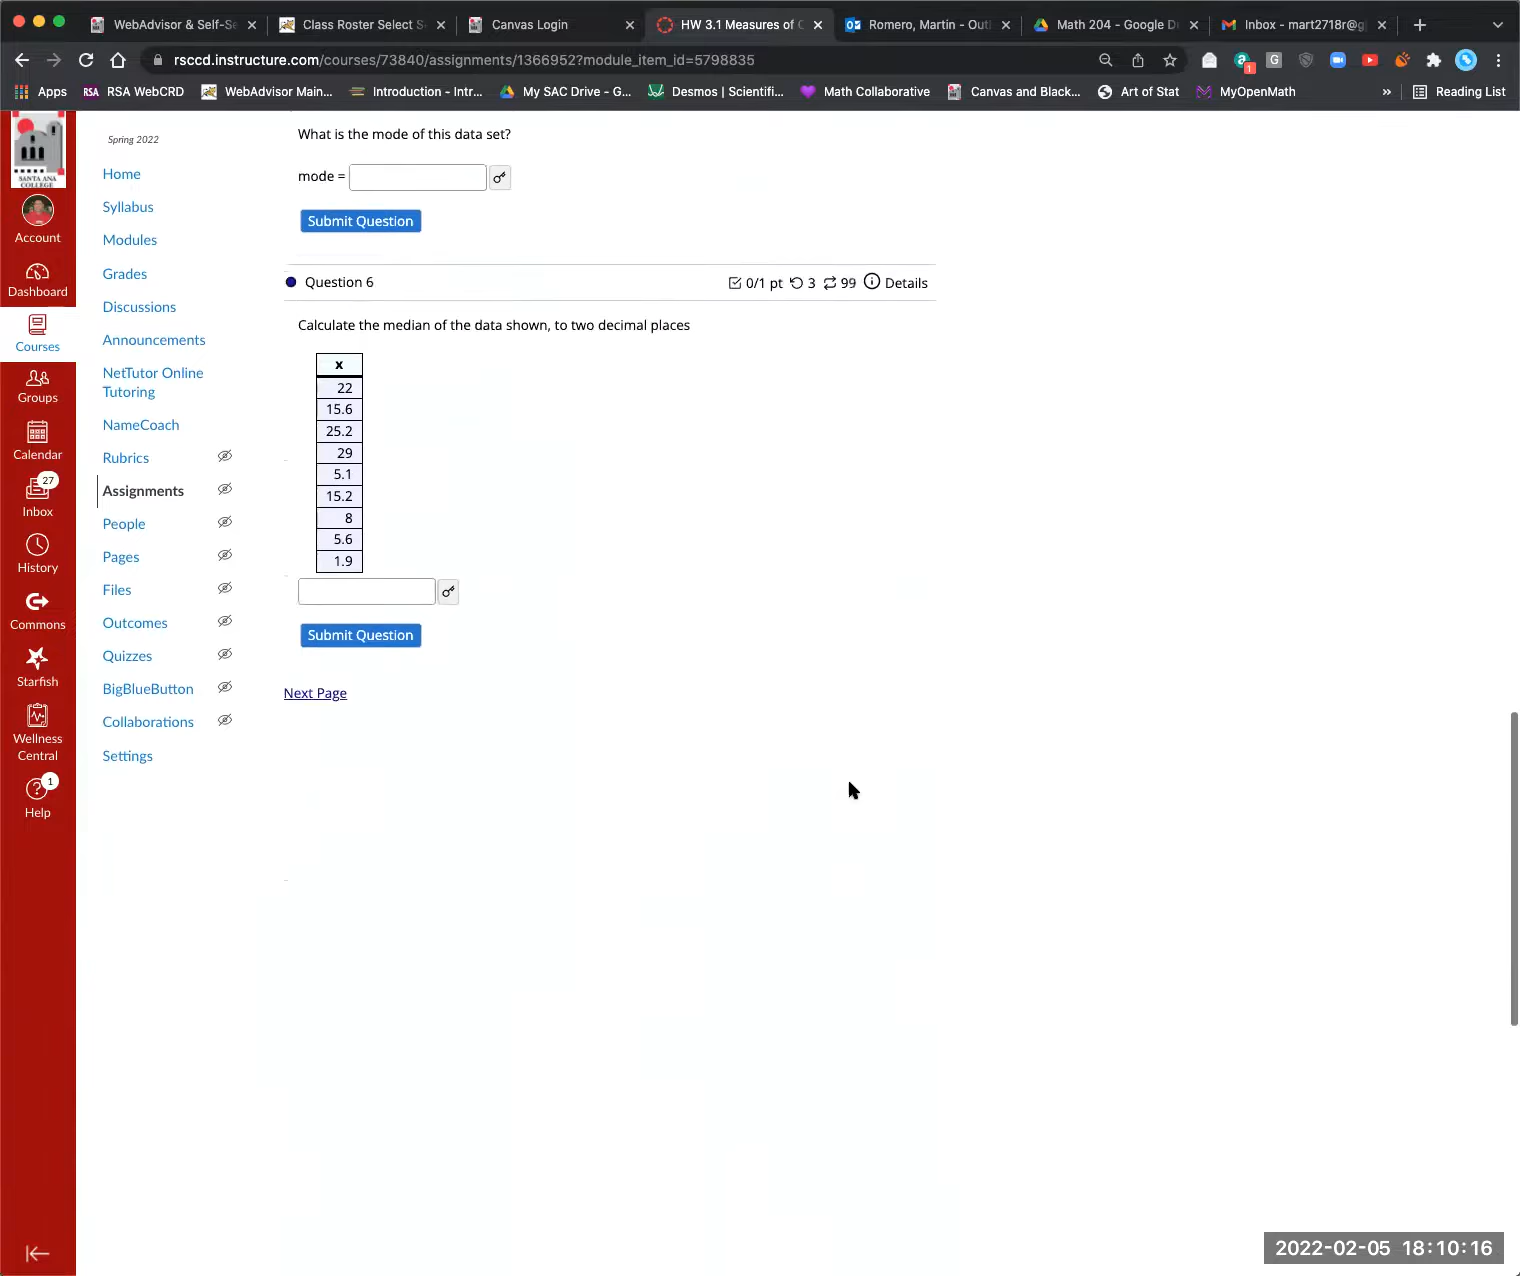 WebAdvisor & Self-Se
Class Roster Select S
Canvas Login
HW 3.1 Measures of C
Romero, Martin - Out
Math 204 - Google D
Inbox - mart2718r@g
rsccd.instructure.com/courses/73840/assignments/1366952?module_item_id=5798835
Apps
RSA WebCRD
WebAdvisor Main...
Introduction - Intr...
My SAC Drive - G...
Desmos | Scientifi...
Math Collaborative
Canvas and Black...
Art of Stat
MyOpenMath
»
Reading List
SANTA ANA
COLLEGE
Account
Dashboard
Courses
Groups
Calendar
27
Inbox
History
Commons
Starfish
Wellness
Central
1
Help
Spring 2022
Home
Syllabus
Modules
Grades
Discussions
Announcements
NetTutor Online
Tutoring
NameCoach
Rubrics
Assignments
People
Pages
Files
Outcomes
Quizzes
BigBlueButton
Collaborations
Settings
What is the mode of this data set?
mode =
Submit Question
Question 6
0/1 pt 3 99 Details
Calculate the median of the data shown, to two decimal places
x
22
15.6
25.2
29
5.1
15.2
8
5.6
1.9
Submit Question
Next Page
2022-02-05 18:10:16